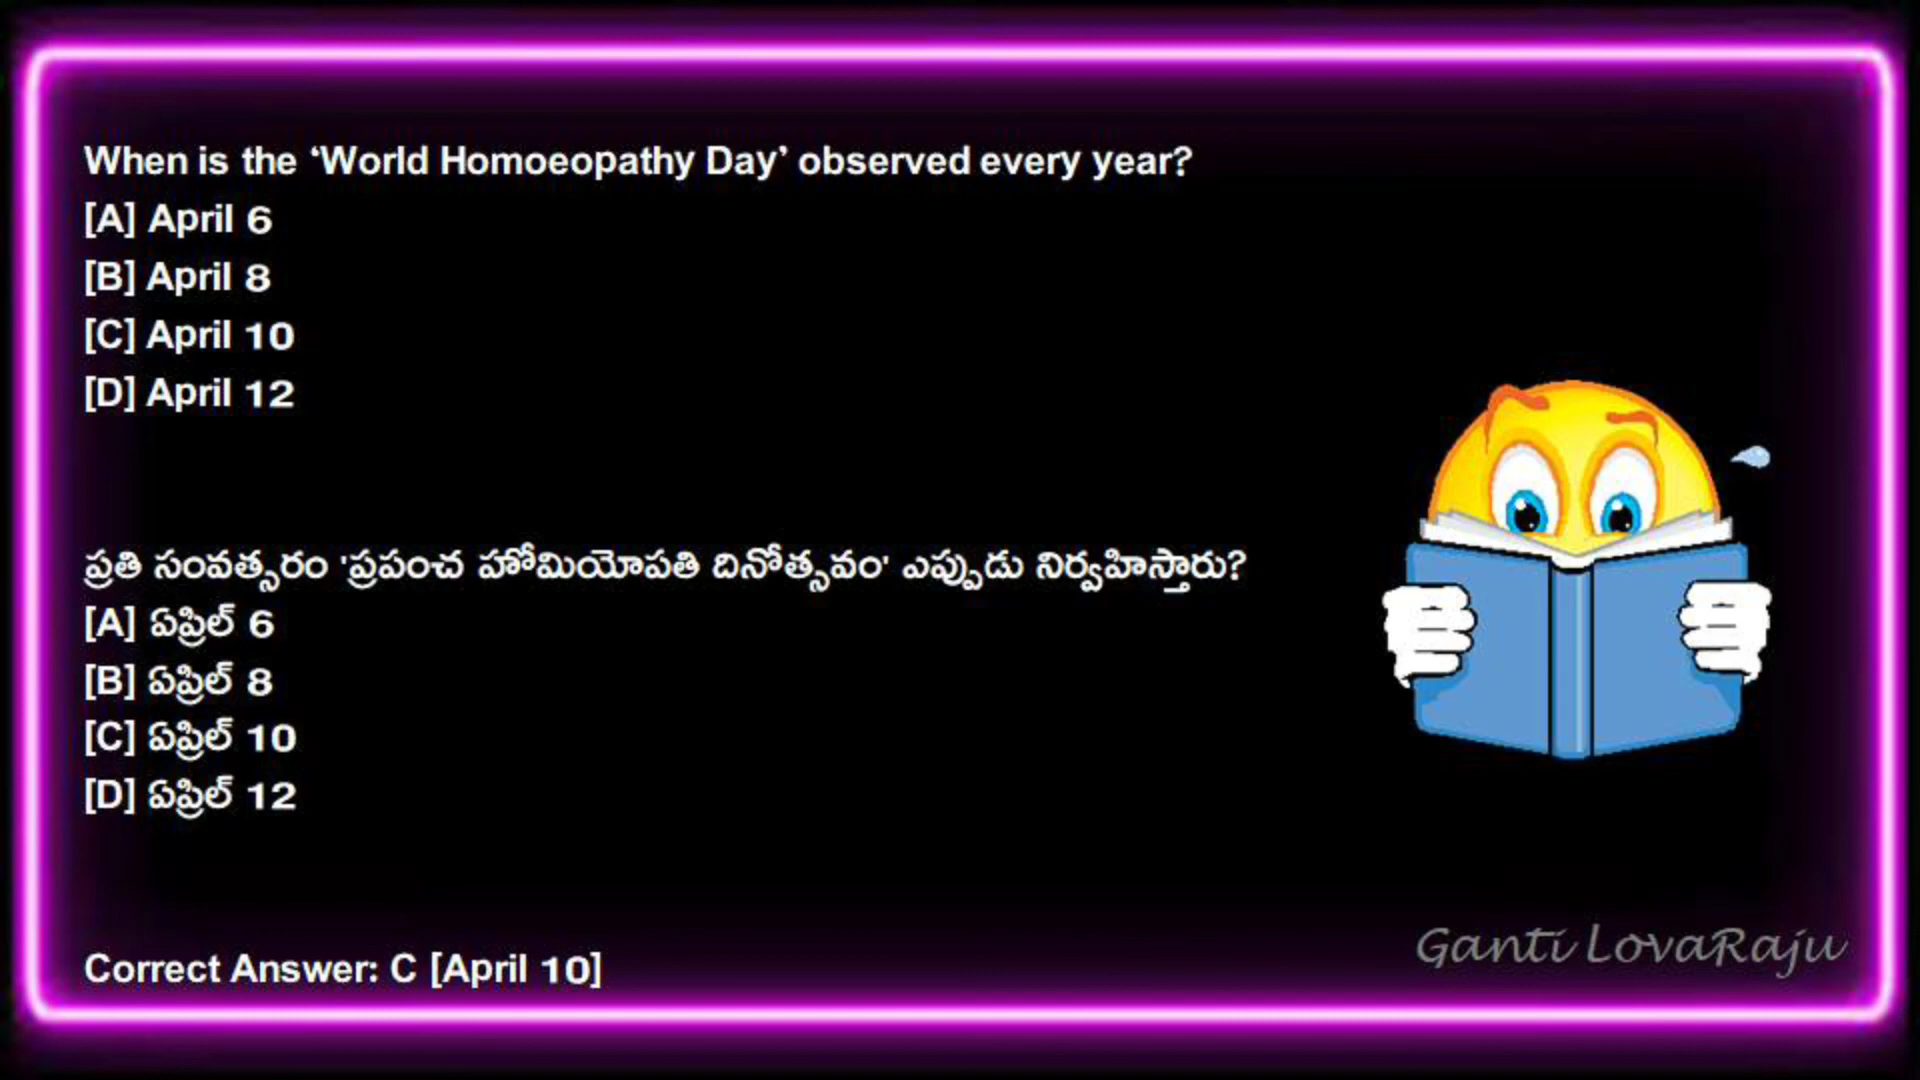 When is the ‘World Homoeopathy Day’ observed every year?
[A] April 6
[B] April 8
[C] April 10
[D] April 12
ప్రతి సంవత్సరం 'ప్రపంచ హోమియోపతి దినోత్సవం' ఎప్పుడు నిర్వహిస్తారు?
[A] ఏప్రిల్ 6
[B] ఏప్రిల్ 8
[C] ఏప్రిల్ 10
[D] ఏప్రిల్ 12
Ganti LovaRaju
Correct Answer: C [April 10]